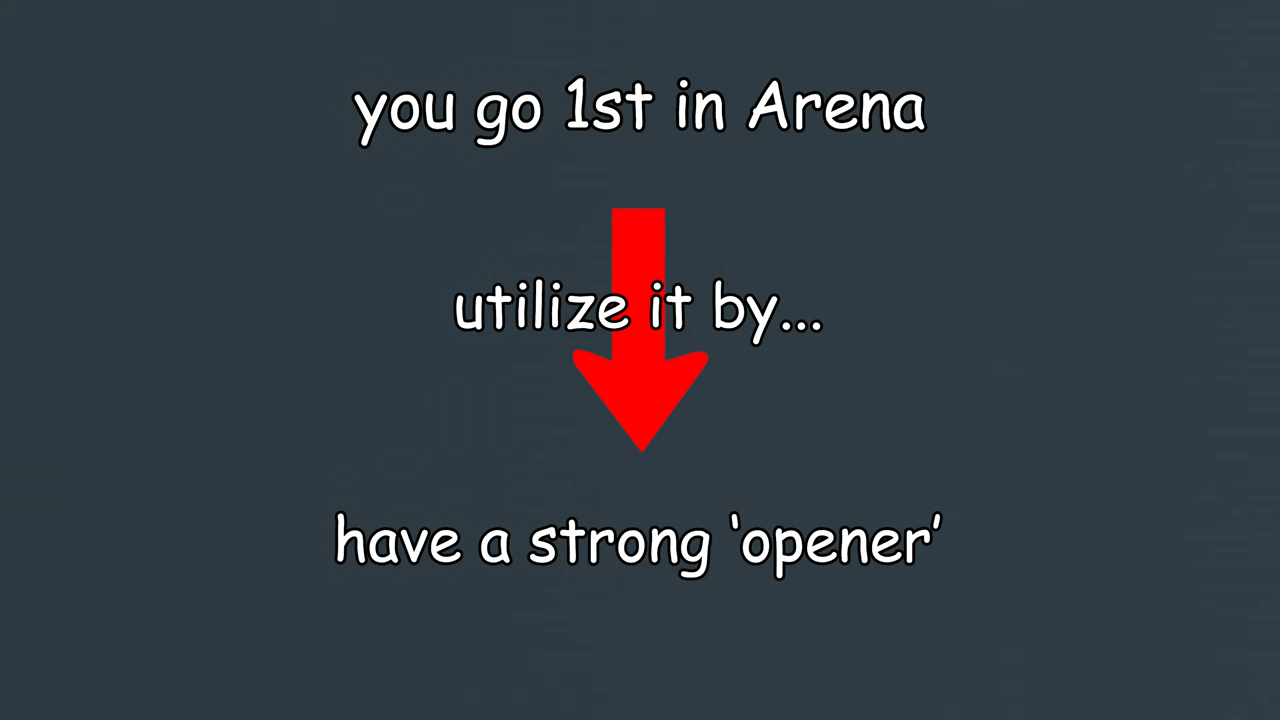 you go 1st in Arena
utilize it by...
have a strong ‘opener’